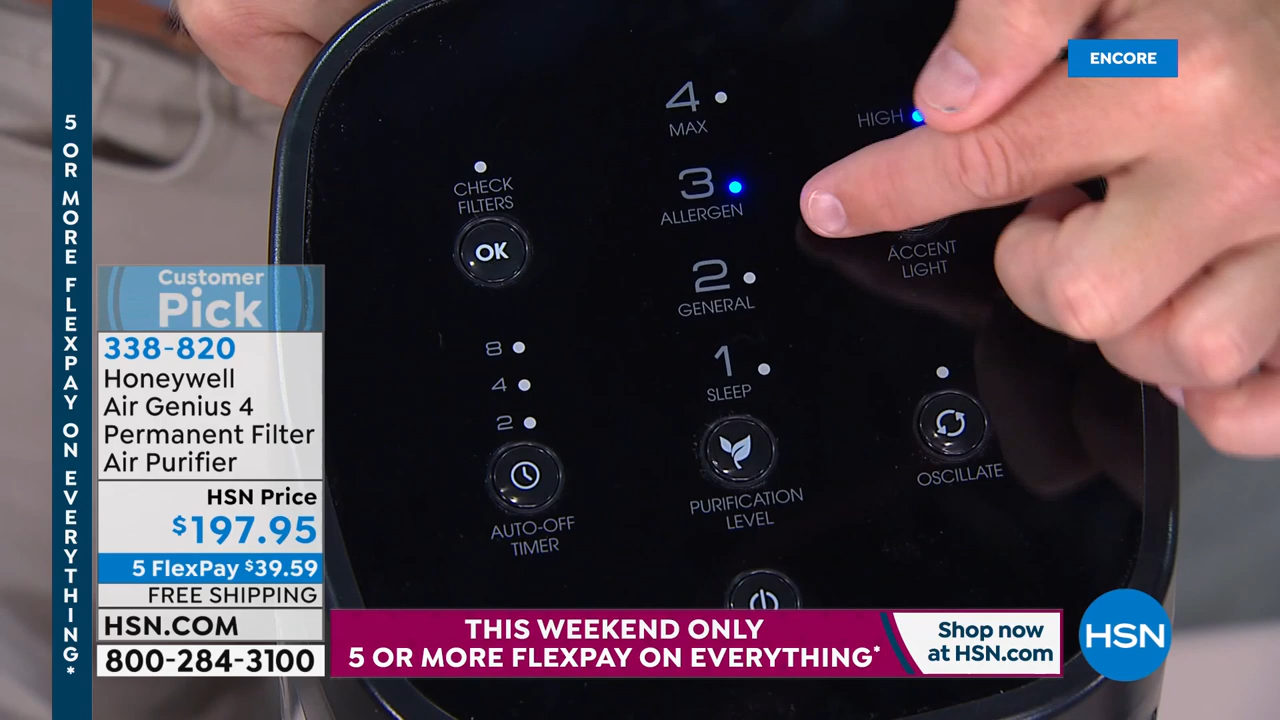 5 OR MORE FLEXPAY ON EVERYTHING*
ENCORE
4
MAX
HIGH
CHECK
FILTERS
OK
3
ALLERGEN
ACCENT
LIGHT
2
GENERAL
8
4
2
1
SLEEP
AUTO-OFF
TIMER
PURIFICATION
LEVEL
OSCILLATE
Customer
Pick
338-820
Honeywell
Air Genius 4
Permanent Filter
Air Purifier
HSN Price
$197.95
5 FlexPay $39.59
FREE SHIPPING
HSN.COM
800-284-3100
THIS WEEKEND ONLY
5 OR MORE FLEXPAY ON EVERYTHING*
Shop now
at HSN.com
HSN